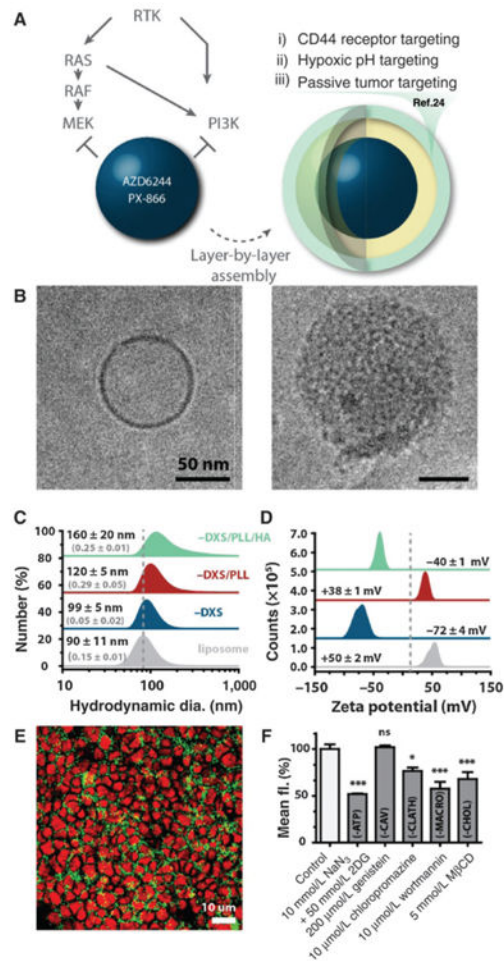 A
RTK
RAS
RAF
MEK
PI3K
AZD6244
PX-866
Layer-by-layer
assembly
i) CD44 receptor targeting
ii) Hypoxic pH targeting
iii) Passive tumor targeting
Ref.24
B
50 nm
C
Number (%)
100
80
60
40
20
0
160 ± 20 nm
(0.25 ± 0.01)
–DXS/PLL/HA
120 ± 5 nm
(0.29 ± 0.05)
–DXS/PLL
99 ± 5 nm
(0.05 ± 0.02)
–DXS
90 ± 11 nm
(0.15 ± 0.01)
liposome
10 100 1,000
Hydrodynamic dia. (nm)
D
Counts (×10⁵)
7.0
5.0
3.0
1.5
0.0
–40 ± 1 mV
+38 ± 1 mV
–72 ± 4 mV
+50 ± 2 mV
–150 –50 50 150
Zeta potential (mV)
E
10 um
F
Mean fl. (%)
100
50
0
***
ns
*
***
***
(-ATP)
(-CAV)
(-CLATH)
(-MACRO)
(-CHOL)
Control
10 mmol/L NaN₃
+ 50 mmol/L 2DG
200 µmol/L genistein
10 µmol/L chloropromazine
10 µmol/L wortmannin
5 mmol/L MβCD